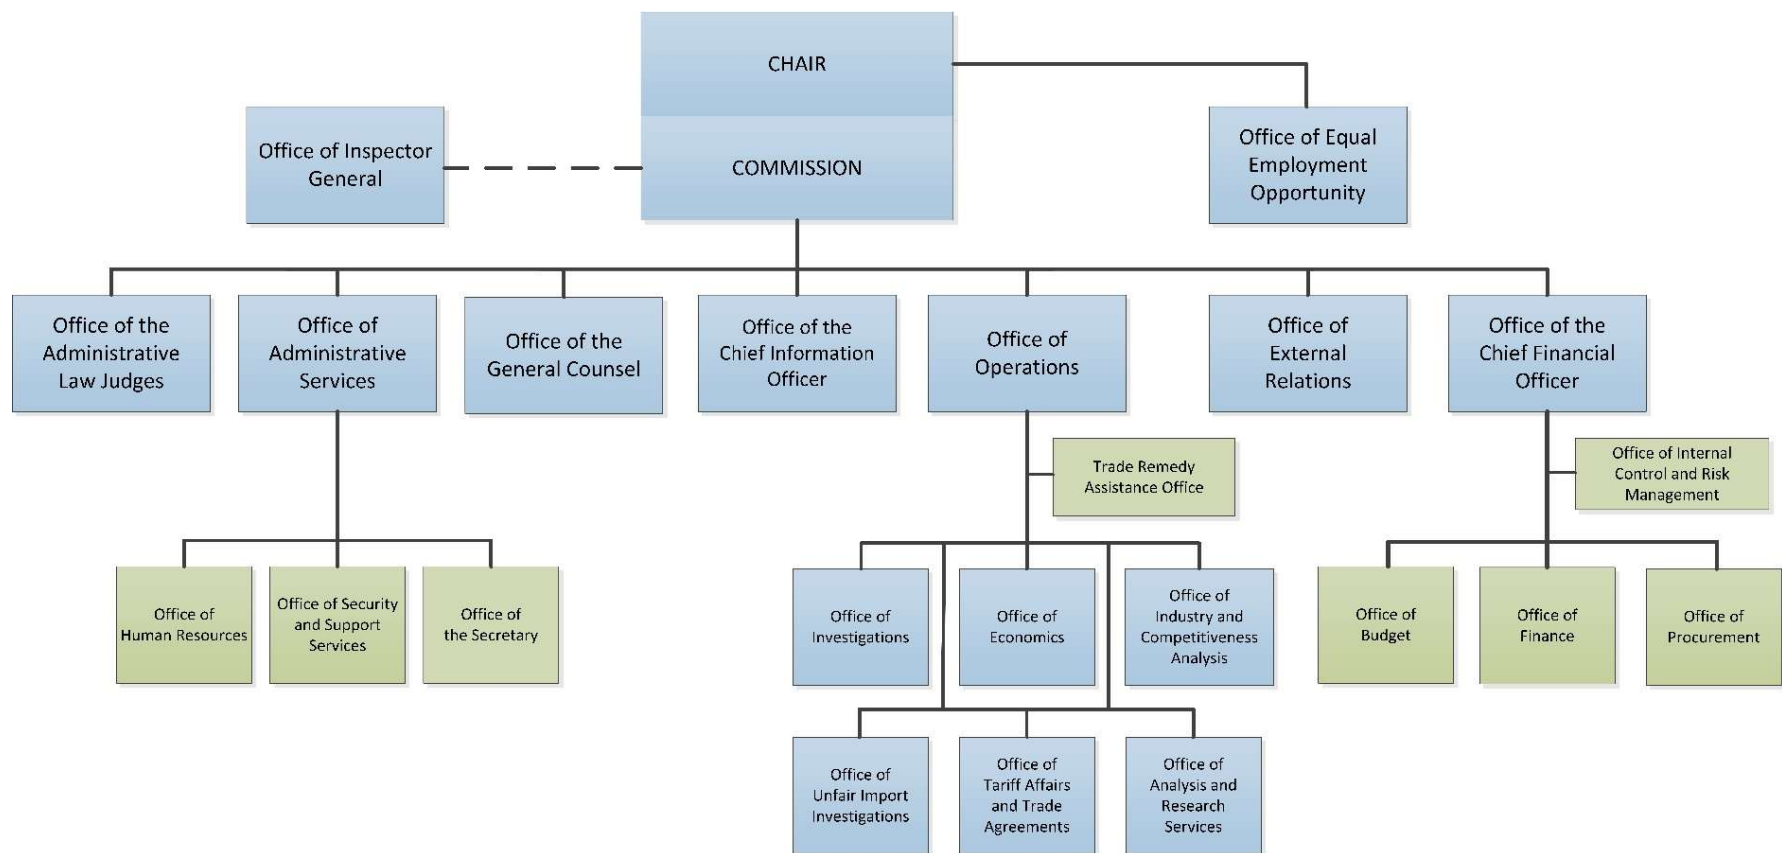 CHAIR
COMMISSION
Office of Inspector
General
Office of Equal
Employment
Opportunity
Office of the
Administrative
Law Judges
Office of
Administrative
Services
Office of the
General Counsel
Office of the
Chief Information
Officer
Office of
Operations
Office of
External
Relations
Office of the
Chief Financial
Officer
Trade Remedy
Assistance Office
Office of Internal
Control and Risk
Management
Office of
Human Resources
Office of Security
and Support
Services
Office of
the Secretary
Office of
Investigations
Office of
Economics
Office of
Industry and
Competitiveness
Analysis
Office of
Budget
Office of
Finance
Office of
Procurement
Office of
Unfair Import
Investigations
Office of
Tariff Affairs
and Trade
Agreements
Office of
Analysis and
Research
Services